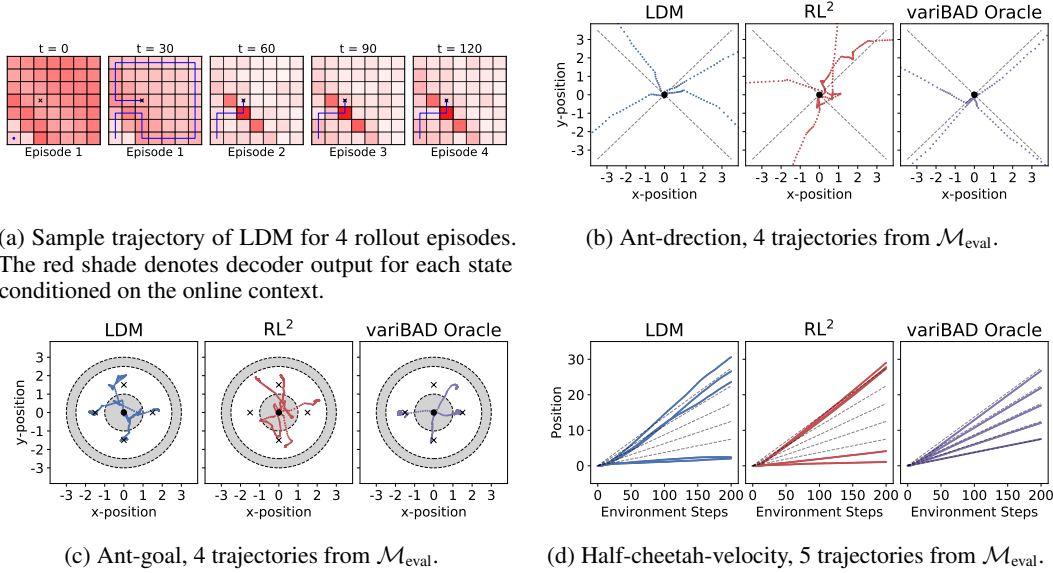 t = 0 t = 30 t = 60 t = 90 t = 120
Episode 1 Episode 1 Episode 2 Episode 3 Episode 4
(a) Sample trajectory of LDM for 4 rollout episodes.
The red shade denotes decoder output for each state
conditioned on the online context.
LDM RL² variBAD Oracle
y-position
3
2
1
0
-1
-2
-3
-3 -2 -1 0 1 2 3 -3 -2 -1 0 1 2 3 -3 -2 -1 0 1 2 3
x-position x-position x-position
(b) Ant-drection, 4 trajectories from ℳeval.
LDM RL² variBAD Oracle
y-position
3
2
1
0
-1
-2
-3
-3 -2 -1 0 1 2 3 -3 -2 -1 0 1 2 3 -3 -2 -1 0 1 2 3
x-position x-position x-position
(c) Ant-goal, 4 trajectories from ℳeval.
LDM RL² variBAD Oracle
Position
30
20
10
0
0 50 100 150 200 0 50 100 150 200 0 50 100 150 200
Environment Steps Environment Steps Environment Steps
(d) Half-cheetah-velocity, 5 trajectories from ℳeval.